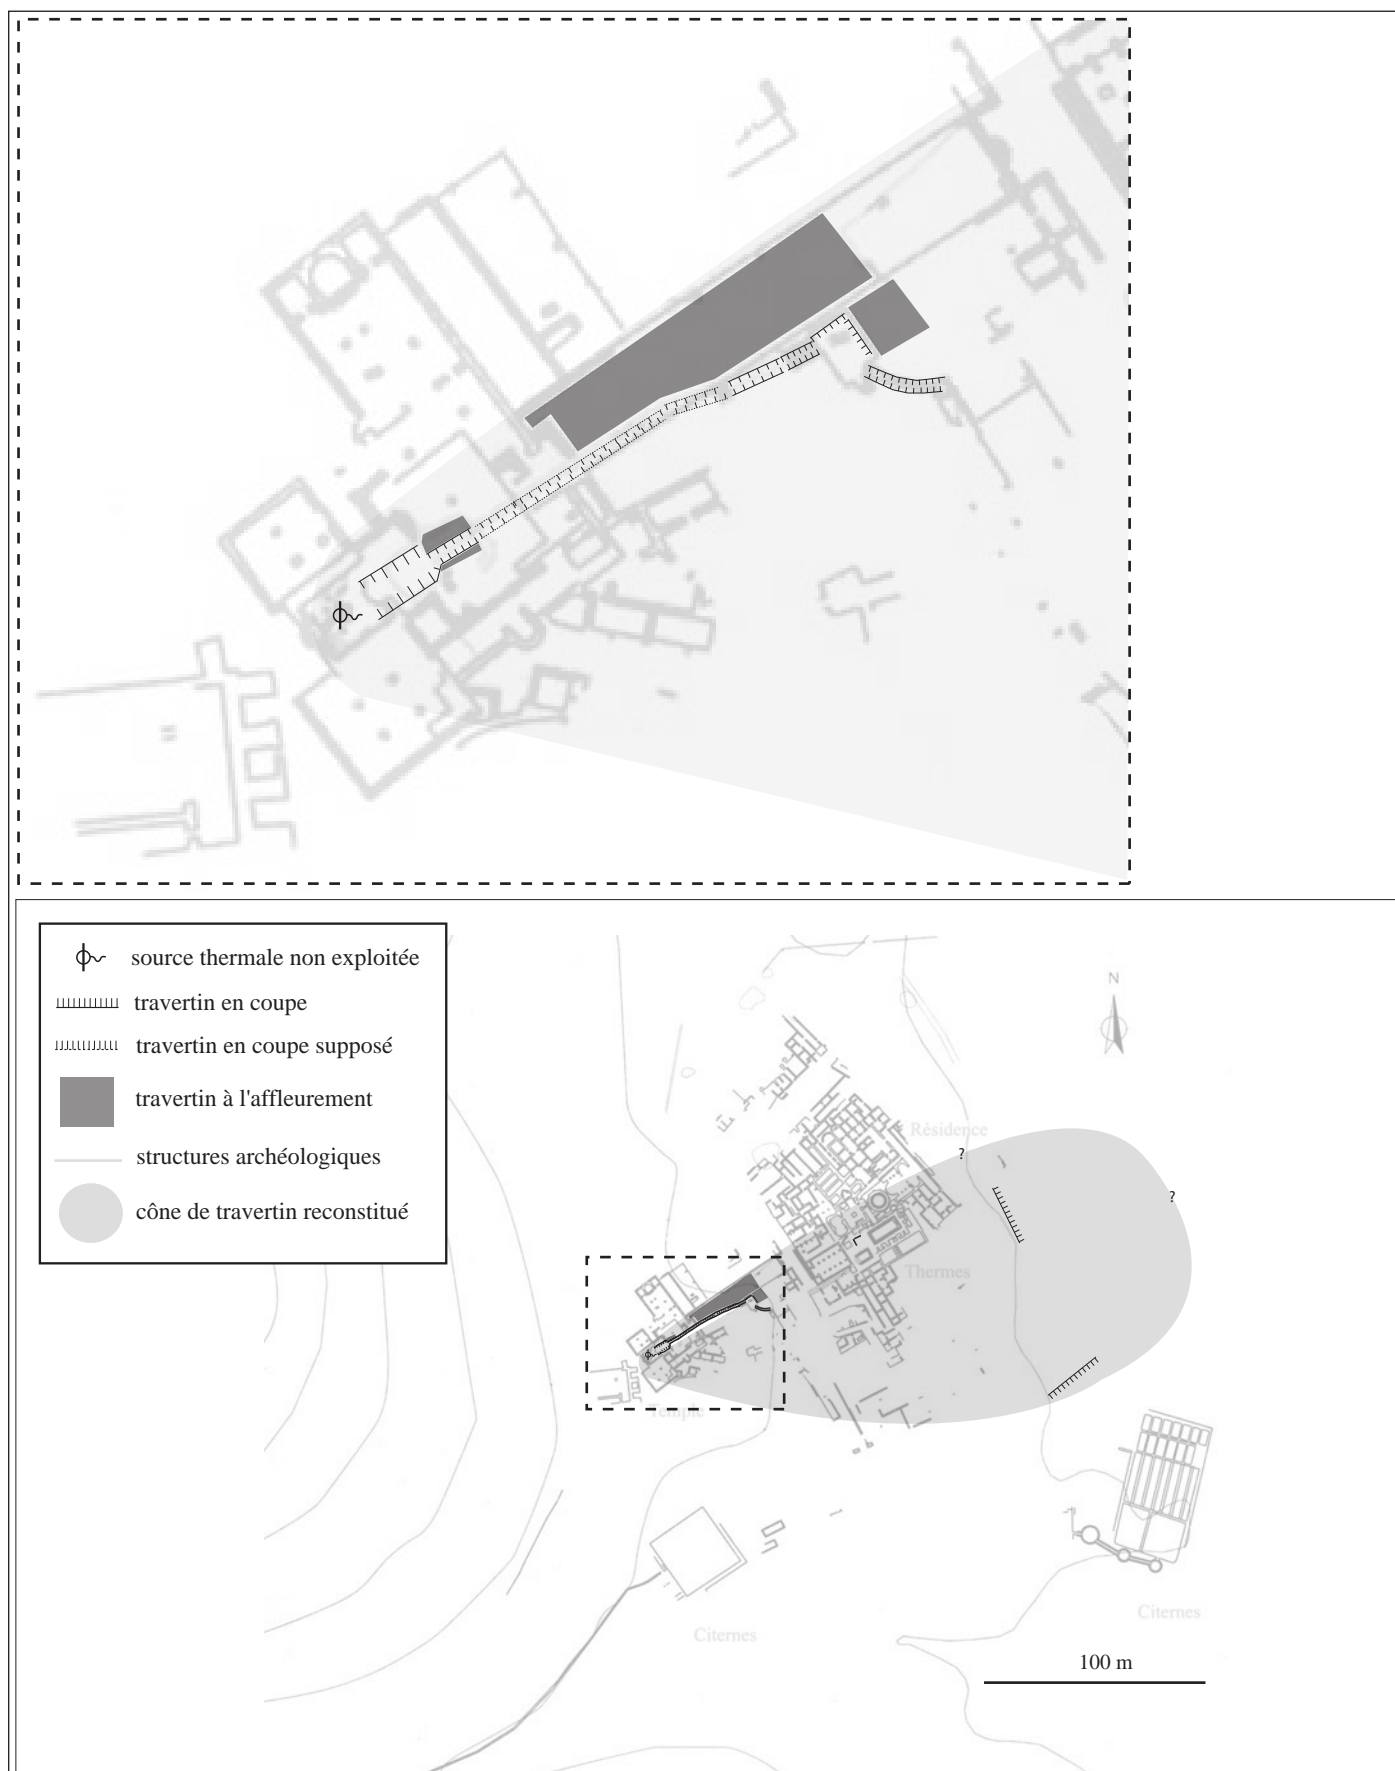 source thermale non exploitée
travertin en coupe
travertin en coupe supposé
travertin à l'affleurement
structures archéologiques
cône de travertin reconstitué
N
Résidence
?
?
Thermes
Temple
Citernes
Citernes
100 m